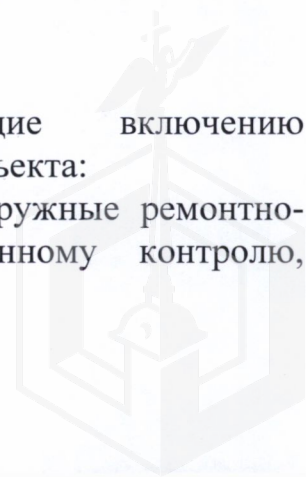 щие включению
ъекта:
ружные ремонтно-
нному контролю,